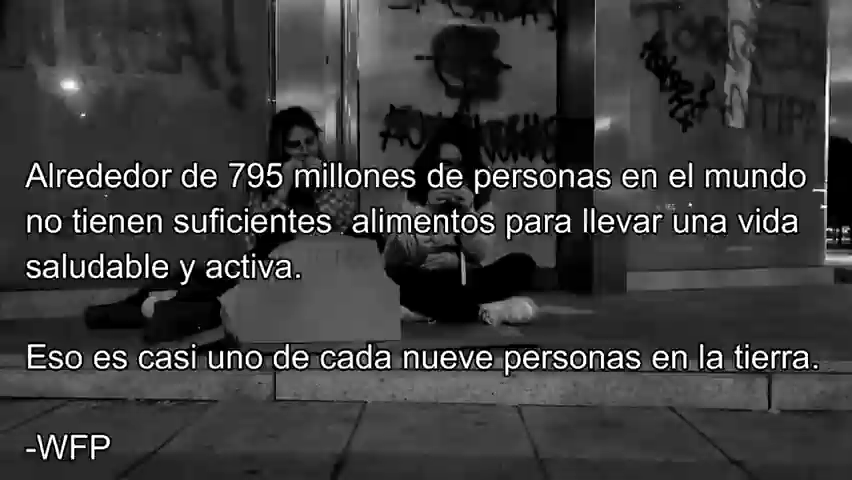 Alrededor de 795 millones de personas en el mundo
no tienen suficientes alimentos para llevar una vida
saludable y activa.
Eso es casi uno de cada nueve personas en la tierra.
-WFP